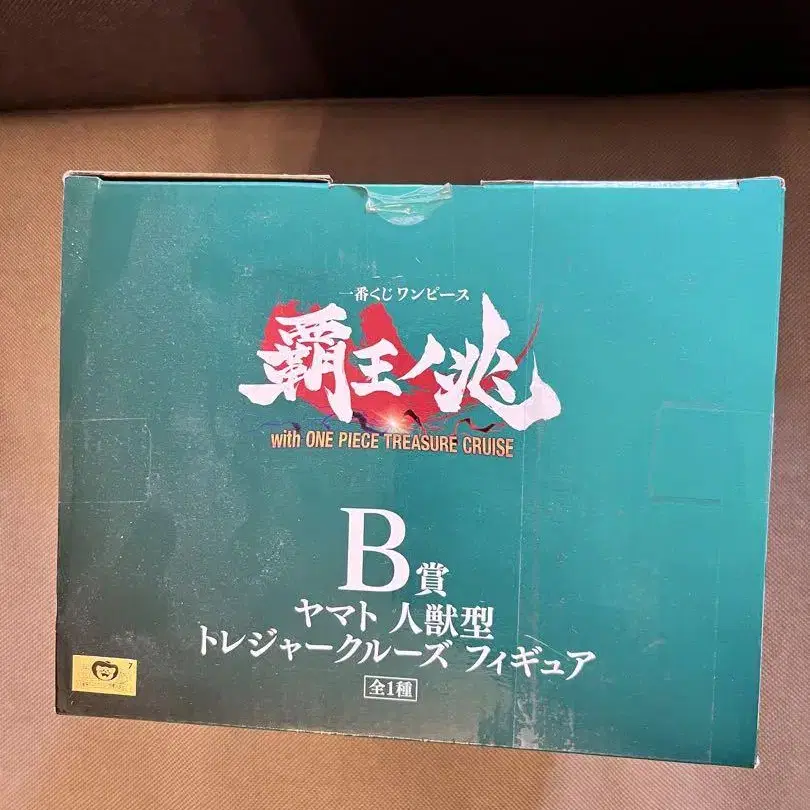 一番くじ ワンピース
覇王ノ兆
with ONE PIECE TREASURE CRUISE
B賞
ヤマト 人獣型
トレジャークルーズ フィギュア
全1種
7